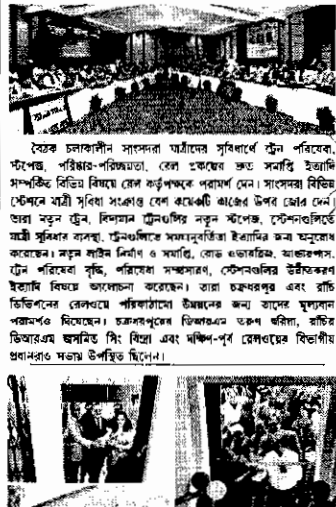 বৈঠক চলাকালীন সাংসদরা যাত্রীদের সুবিধার্থে ট্রেন পরিষেবা,
স্টপেজ, পরিষ্কার-পরিচ্ছন্নতা, রেল প্রকল্পের দ্রুত সমাপ্তি ইত্যাদি
সম্পর্কিত বিভিন্ন বিষয়ে রেল কর্তৃপক্ষকে পরামর্শ দেন। সাংসদরা বিভিন্ন
স্টেশনে যাত্রী সুবিধা সংক্রান্ত বেশ কয়েকটি কাজের উপর জোর দেন।
তারা নতুন ট্রেন, বিদ্যমান ট্রেনগুলির নতুন স্টপেজ, স্টেশনগুলিতে
যাত্রী সুবিধার ব্যবস্থা, ট্রেনগুলিতে সময়ানুবর্তিতা ইত্যাদির জন্য অনুরোধ
করেছেন। নতুন লাইন নির্মাণ ও সমাপ্তি, রোড ওভারব্রিজ, আন্ডারপাস,
ট্রেন পরিষেবা বৃদ্ধি, পরিষেবা সম্প্রসারণ, স্টেশনগুলির উন্নীতকরণ
ইত্যাদি বিষয়ে আলোচনা করেছেন। তারা চক্রধরপুর এবং রাঁচি
ডিভিশনের রেলওয়ে পরিকাঠামো উন্নয়নের জন্য তাদের মূল্যবান
পরামর্শও দিয়েছেন। চক্রধরপুরের ডিআরএম তরুণ হুরিয়া, রাঁচির
ডিআরএম জসমিত সিং বিন্দ্রা এবং দক্ষিণ-পূর্ব রেলওয়ের বিভাগীয়
প্রধানরাও সভায় উপস্থিত ছিলেন।